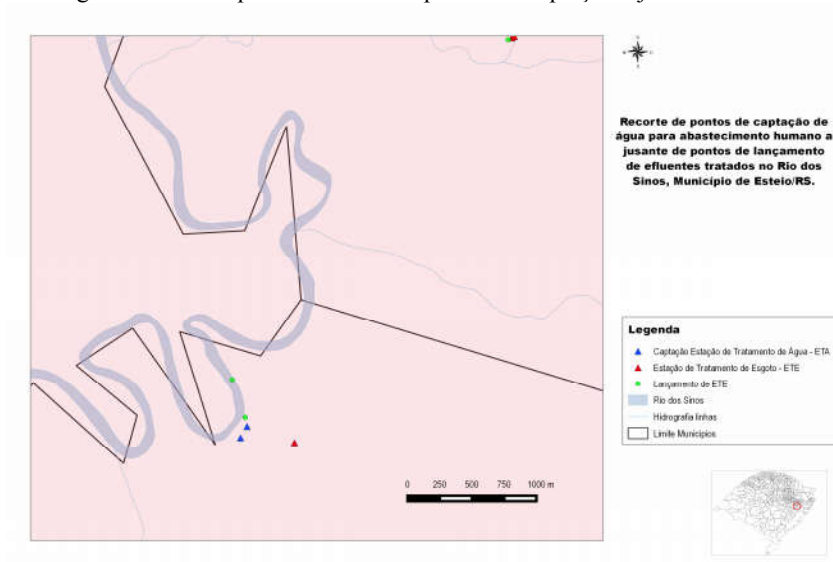 Recorte de pontos de captação de
água para abastecimento humano a
jusante de pontos de lançamento
de efluentes tratados no Rio dos
Sinos, Município de Esteio/RS.
Legenda
Captação Estação de Tratamento de Água - ETA
Estação de Tratamento de Esgoto - ETE
Lançamento de ETE
Rio dos Sinos
Hidrografia linhas
Limite Municípios
0 250 500 750 1000 m